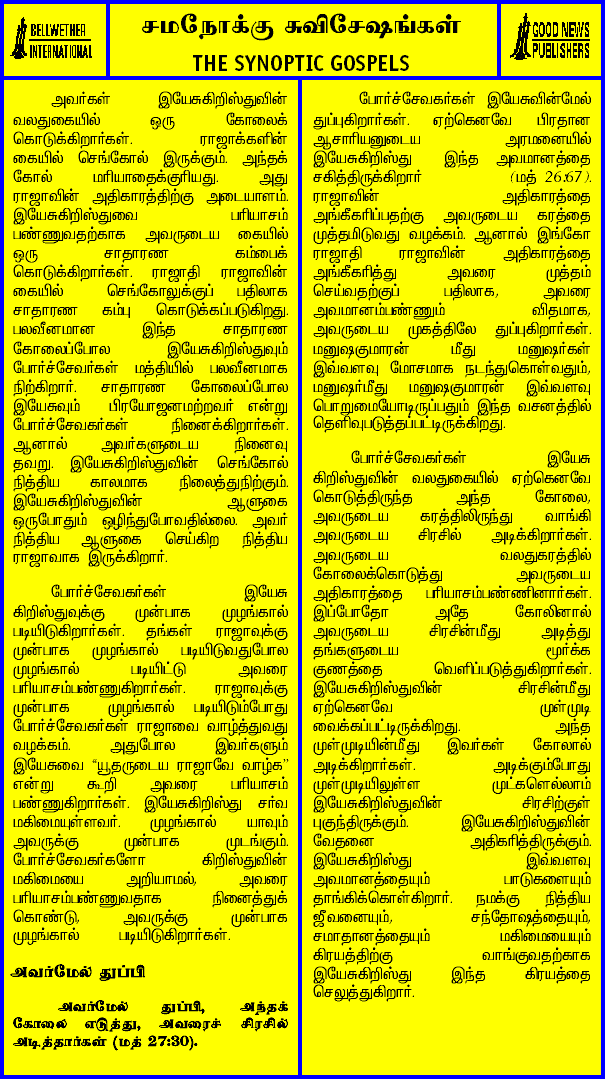 BELLWETHER
INTERNATIONAL
சமநோக்கு சுவிசேஷங்கள்
THE SYNOPTIC GOSPELS
GOOD NEWS
PUBLISHERS
அவர்கள் இயேசுகிறிஸ்துவின்
வலதுகையில் ஒரு கோலைக்
கொடுக்கிறார்கள். ராஜாக்களின்
கையில் செங்கோல் இருக்கும். அந்தக்
கோல் மரியாதைக்குரியது. அது
ராஜாவின் அதிகாரத்திற்கு அடையாளம்.
இயேசுகிறிஸ்துவை பரியாசம்
பண்ணுவதற்காக அவருடைய கையில்
ஒரு சாதாரண கம்பைக்
கொடுக்கிறார்கள். ராஜாதி ராஜாவின்
கையில் செங்கோலுக்குப் பதிலாக
சாதாரண கம்பு கொடுக்கப்படுகிறது.
பலவீனமான இந்த சாதாரண
கோலைப்போல இயேசுகிறிஸ்துவும்
போர்ச்சேவர்கள் மத்தியில் பலவீனமாக
நிற்கிறார். சாதாரண கோலைப்போல
இயேசுவும் பிரயோஜனமற்றவர் என்று
போர்ச்சேவகர்கள் நினைக்கிறார்கள்.
ஆனால் அவர்களுடைய நினைவு
தவறு. இயேசுகிறிஸ்துவின் செங்கோல்
நித்திய காலமாக நிலைத்துநிற்கும்.
இயேசுகிறிஸ்துவின் ஆளுகை
ஒருபோதும் ஒழிந்துபோவதில்லை. அவர்
நித்திய ஆளுகை செய்கிற நித்திய
ராஜாவாக இருக்கிறார்.
போர்ச்சேவகர்கள் இயேசு
கிறிஸ்துவுக்கு முன்பாக முழங்கால்
படியிடுகிறார்கள். தங்கள் ராஜாவுக்கு
முன்பாக முழங்கால் படியிடுவதுபோல
முழங்கால் படியிட்டு அவரை
பரியாசம்பண்ணுகிறார்கள். ராஜாவுக்கு
முன்பாக முழங்கால் படியிடும்போது
போர்ச்சேவகர்கள் ராஜாவை வாழ்த்துவது
வழக்கம். அதுபோல இவர்களும்
இயேசுவை “யூதருடைய ராஜாவே வாழ்க”
என்று கூறி அவரை பரியாசம்
பண்ணுகிறார்கள். இயேசுகிறிஸ்து சர்வ
மகிமையுள்ளவர். முழங்கால் யாவும்
அவருக்கு முன்பாக முடங்கும்.
போர்ச்சேவகர்களோ கிறிஸ்துவின்
மகிமையை அறியாமல், அவரை
பரியாசம்பண்ணுவதாக நினைத்துக்
கொண்டு, அவருக்கு முன்பாக
முழங்கால் படியிடுகிறார்கள்.
அவர்மேல் துப்பி
அவர்மேல் துப்பி, அந்தக்
கோலை எடுத்து, அவரைச் சிரசில்
அடித்தார்கள் (மத் 27:30).
போர்ச்சேவகர்கள் இயேசுவின்மேல்
துப்புகிறார்கள். ஏற்கெனவே பிரதான
ஆசாரியனுடைய அரமனையில்
இயேசுகிறிஸ்து இந்த அவமானத்தை
சகித்திருக்கிறார் (மத் 26:67).
ராஜாவின் அதிகாரத்தை
அங்கீகரிப்பதற்கு அவருடைய கரத்தை
முத்தமிடுவது வழக்கம். ஆனால் இங்கோ
ராஜாதி ராஜாவின் அதிகாரத்தை
அங்கீகரித்து அவரை முத்தம்
செய்வதற்குப் பதிலாக, அவரை
அவமானம்பண்ணும் விதமாக,
அவருடைய முகத்திலே துப்புகிறார்கள்.
மனுஷகுமாரன் மீது மனுஷர்கள்
இவ்வளவு மோசமாக நடந்துகொள்வதும்,
மனுஷர்மீது மனுஷகுமாரன் இவ்வளவு
பொறுமையோடிருப்பதும் இந்த வசனத்தில்
தெளிவுபடுத்தப்பட்டிருக்கிறது.
போர்ச்சேவகர்கள் இயேசு
கிறிஸ்துவின் வலதுகையில் ஏற்கெனவே
கொடுத்திருந்த அந்த கோலை,
அவருடைய கரத்திலிருந்து வாங்கி
அவருடைய சிரசில் அடிக்கிறார்கள்.
அவருடைய வலதுகரத்தில்
கோலைக்கொடுத்து அவருடைய
அதிகாரத்தை பரியாசம்பண்ணினார்கள்.
இப்போதோ அதே கோலினால்
அவருடைய சிரசின்மீது அடித்து
தங்களுடைய மூர்க்க
குணத்தை வெளிப்படுத்துகிறார்கள்.
இயேசுகிறிஸ்துவின் சிரசின்மீது
ஏற்கெனவே முள்முடி
வைக்கப்பட்டிருக்கிறது. அந்த
முள்முடியின்மீது இவர்கள் கோலால்
அடிக்கிறார்கள். அடிக்கும்போது
முள்முடியிலுள்ள முட்களெல்லாம்
இயேசுகிறிஸ்துவின் சிரசிற்குள்
புகுந்திருக்கும். இயேசுகிறிஸ்துவின்
வேதனை அதிகரித்திருக்கும்.
இயேசுகிறிஸ்து இவ்வளவு
அவமானத்தையும் பாடுகளையும்
தாங்கிக்கொள்கிறார். நமக்கு நித்திய
ஜீவனையும், சந்தோஷத்தையும்,
சமாதானத்தையும் மகிமையையும்
கிரயத்திற்கு வாங்குவதற்காக
இயேசுகிறிஸ்து இந்த கிரயத்தை
செலுத்துகிறார்.